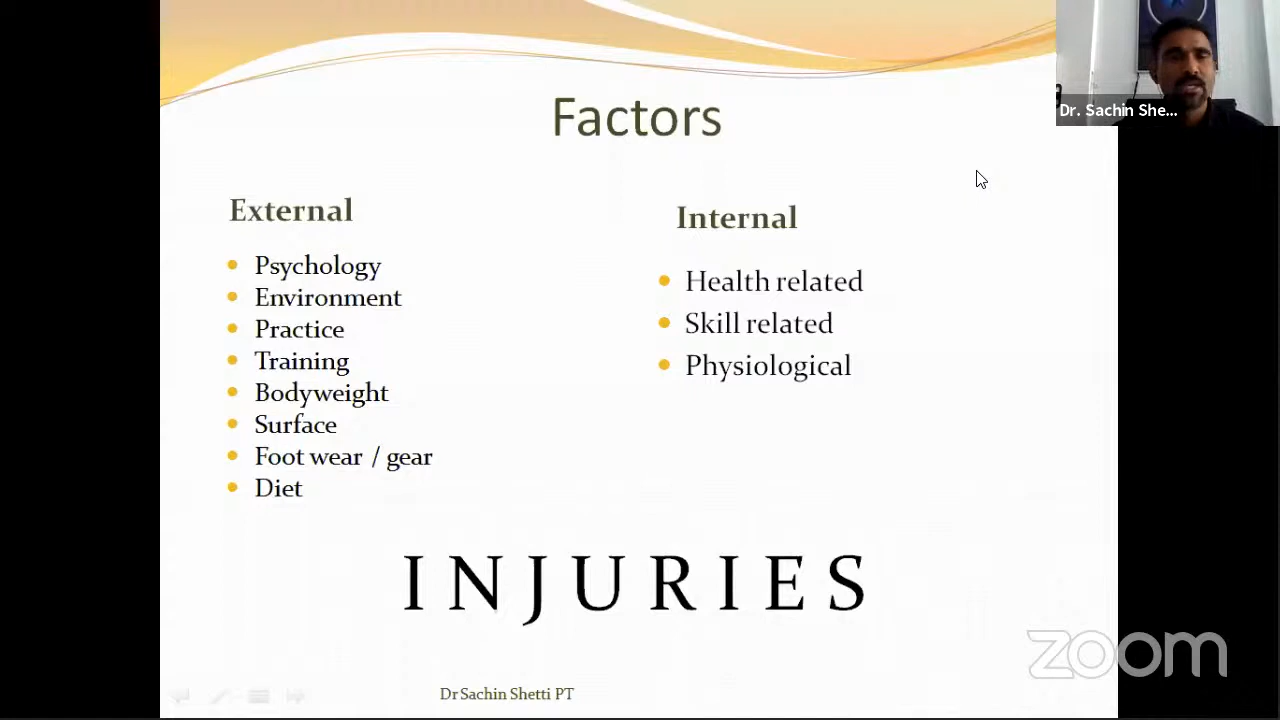 Factors
Dr. Sachin She...
External
Psychology
Environment
Practice
Training
Bodyweight
Surface
Foot wear / gear
Diet
Internal
Health related
Skill related
Physiological
INJURIES
zoom
Dr Sachin Shetti PT